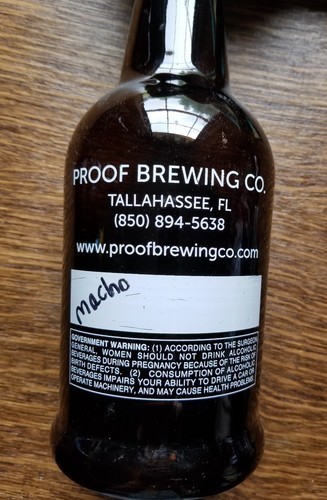 PROOF BREWING CO.
TALLAHASSEE, FL
(850) 894-5638
www.proofbrewingco.com
macho
GOVERNMENT WARNING: (1) ACCORDING TO THE SURGEON
GENERAL, WOMEN SHOULD NOT DRINK ALCOHOLIC
BEVERAGES DURING PREGNANCY BECAUSE OF THE RISK OF
BIRTH DEFECTS. (2) CONSUMPTION OF ALCOHOLIC
BEVERAGES IMPAIRS YOUR ABILITY TO DRIVE A CAR OR
OPERATE MACHINERY, AND MAY CAUSE HEALTH PROBLEMS.